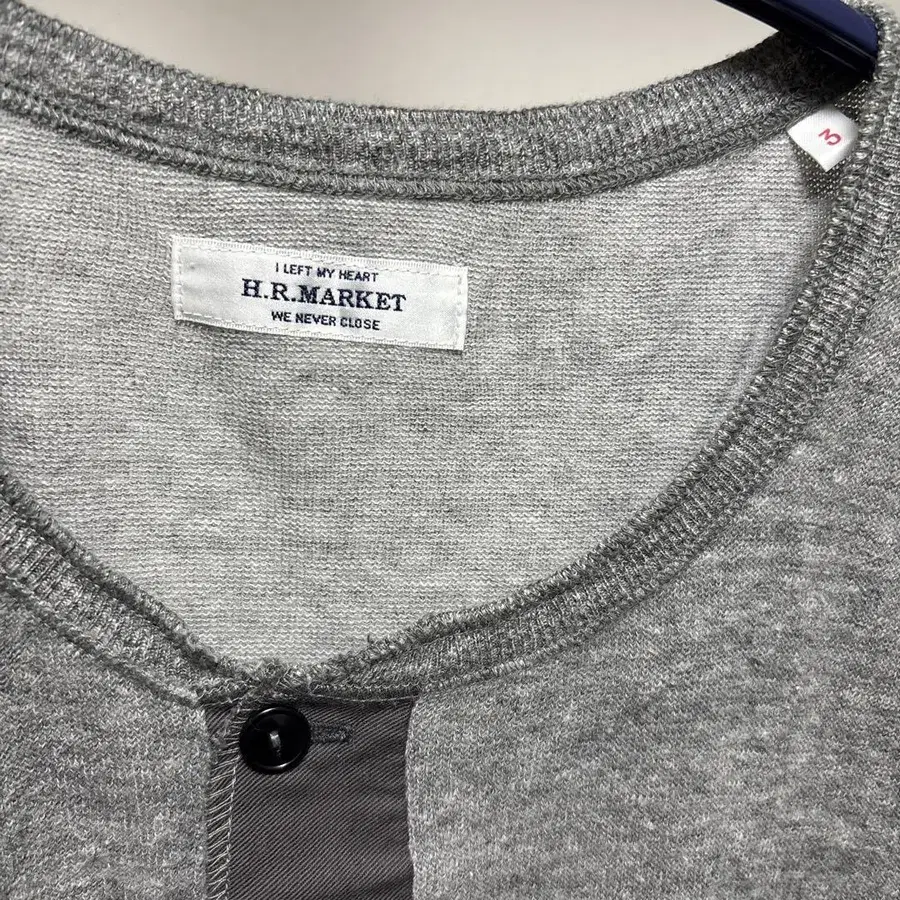 I LEFT MY HEART
H.R.MARKET
WE NEVER CLOSE
3